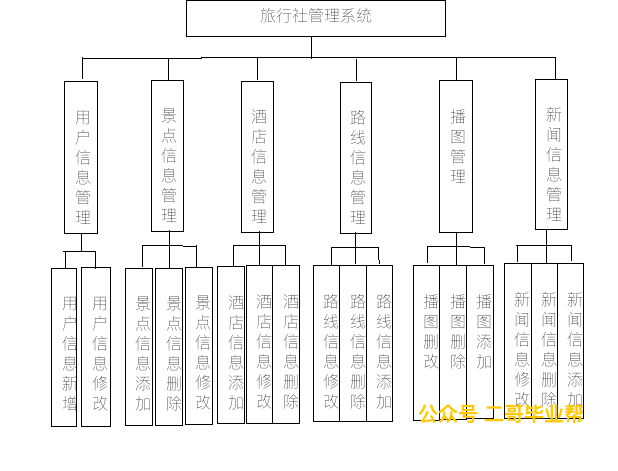 旅行社管理系统
用户信息管理
景点信息管理
酒店信息管理
路线信息管理
播图管理
新闻信息管理
用户信息新增
用户信息修改
景点信息添加
景点信息删除
景点信息修改
酒店信息添加
酒店信息修改
酒店信息删除
路线信息修改
路线信息删除
路线信息添加
播图删改
播图删除
播图添加
新闻信息修改
新闻信息删除
新闻信息添加
公众号 二哥毕业帮